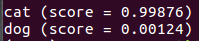 cat (score = 0.99876)
dog (score = 0.00124)